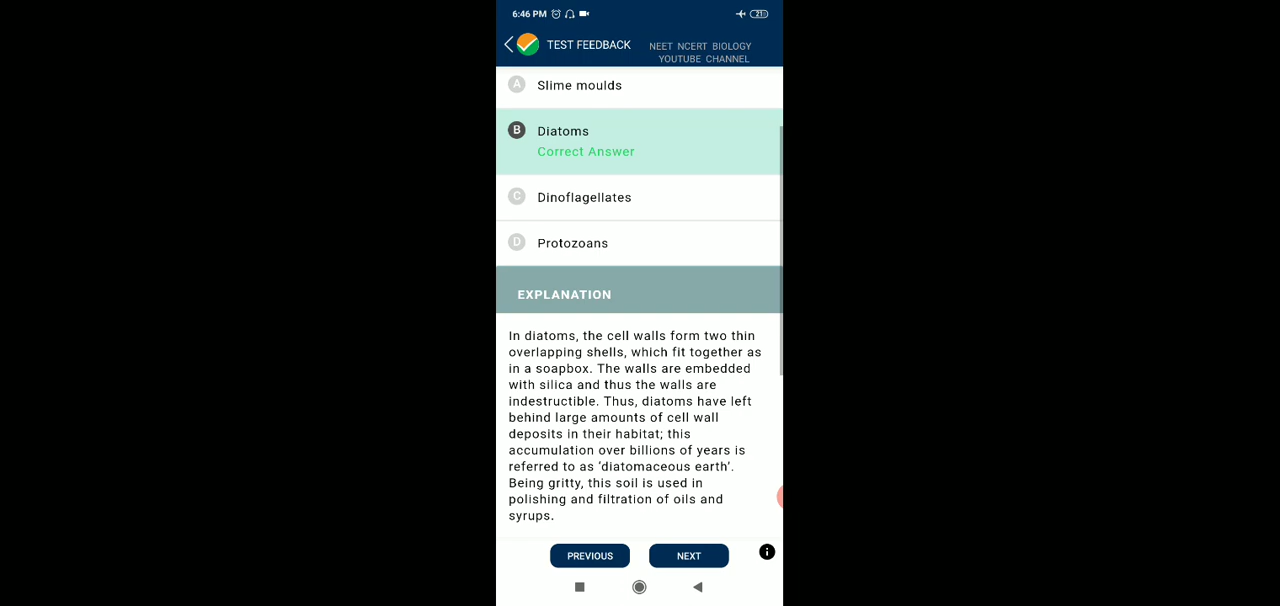 6:46 PM 21
TEST FEEDBACK
NEET NCERT BIOLOGY
YOUTUBE CHANNEL
A Slime moulds
B Diatoms
Correct Answer
C Dinoflagellates
D Protozoans
EXPLANATION
In diatoms, the cell walls form two thin
overlapping shells, which fit together as
in a soapbox. The walls are embedded
with silica and thus the walls are
indestructible. Thus, diatoms have left
behind large amounts of cell wall
deposits in their habitat; this
accumulation over billions of years is
referred to as ‘diatomaceous earth’.
Being gritty, this soil is used in
polishing and filtration of oils and
syrups.
PREVIOUS NEXT i